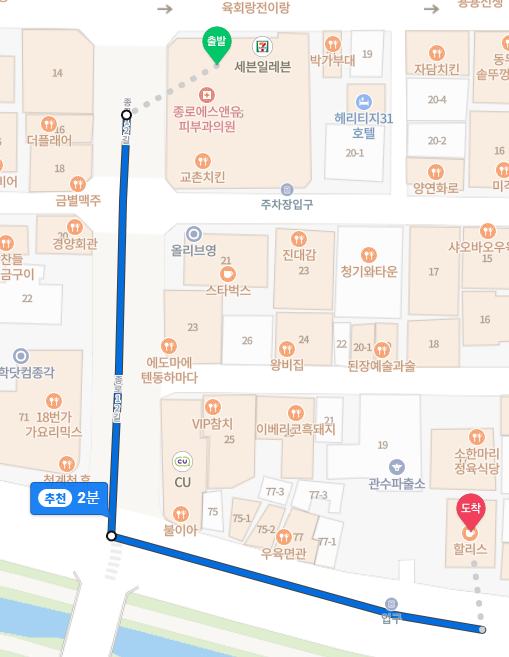 육회랑전이랑
용용선생
출발
세븐일레븐
박가부대
19
자담치킨
14
종로에스앤유
피부과의원
헤리티지31
호텔
20-4
20-2
20-1
16
더플래어
18
교촌치킨
양연화로
16
금별맥주
주차장입구
올리브영
경양회관
20
21
스타벅스
진대감
23
청기와타운
17
15
22
23
26
24
22
20-1
18
16
에도마에
텐동하마다
왕비집
된장예술과술
학닷컴종각
71
18번가
가요리믹스
VIP참치
25
이베리코흑돼지
21
19
소한마리
정육식당
CU
CU
관수파출소
77-3
77-3
75
75-1
75-2
77
77-1
추천 2분
불이아
우육면관
도착
할리스
입구